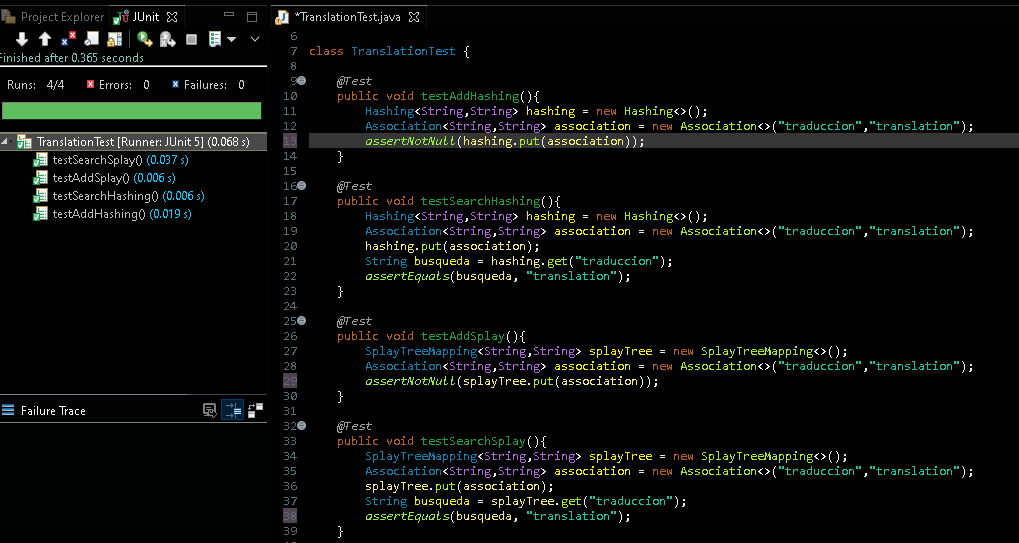 Project Explorer JUnit
Finished after 0.365 seconds
Runs: 4/4 Errors: 0 Failures: 0
TranslationTest [Runner: JUnit 5] (0.068 s)
testSearchSplay() (0.037 s)
testAddSplay() (0.006 s)
testSearchHashing() (0.006 s)
testAddHashing() (0.019 s)
Failure Trace
*TranslationTest.java
6
7 class TranslationTest {
8
9 @Test
10 public void testAddHashing(){
11 Hashing<String,String> hashing = new Hashing<>();
12 Association<String,String> association = new Association<>("traduccion","translation");
13 assertNotNull(hashing.put(association));
14 }
15
16 @Test
17 public void testSearchHashing(){
18 Hashing<String,String> hashing = new Hashing<>();
19 Association<String,String> association = new Association<>("traduccion","translation");
20 hashing.put(association);
21 String busqueda = hashing.get("traduccion");
22 assertEquals(busqueda, "translation");
23 }
24
25 @Test
26 public void testAddSplay(){
27 SplayTreeMapping<String,String> splayTree = new SplayTreeMapping<>();
28 Association<String,String> association = new Association<>("traduccion","translation");
29 assertNotNull(splayTree.put(association));
30 }
31
32 @Test
33 public void testSearchSplay(){
34 SplayTreeMapping<String,String> splayTree = new SplayTreeMapping<>();
35 Association<String,String> association = new Association<>("traduccion","translation");
36 splayTree.put(association);
37 String busqueda = splayTree.get("traduccion");
38 assertEquals(busqueda, "translation");
39 }